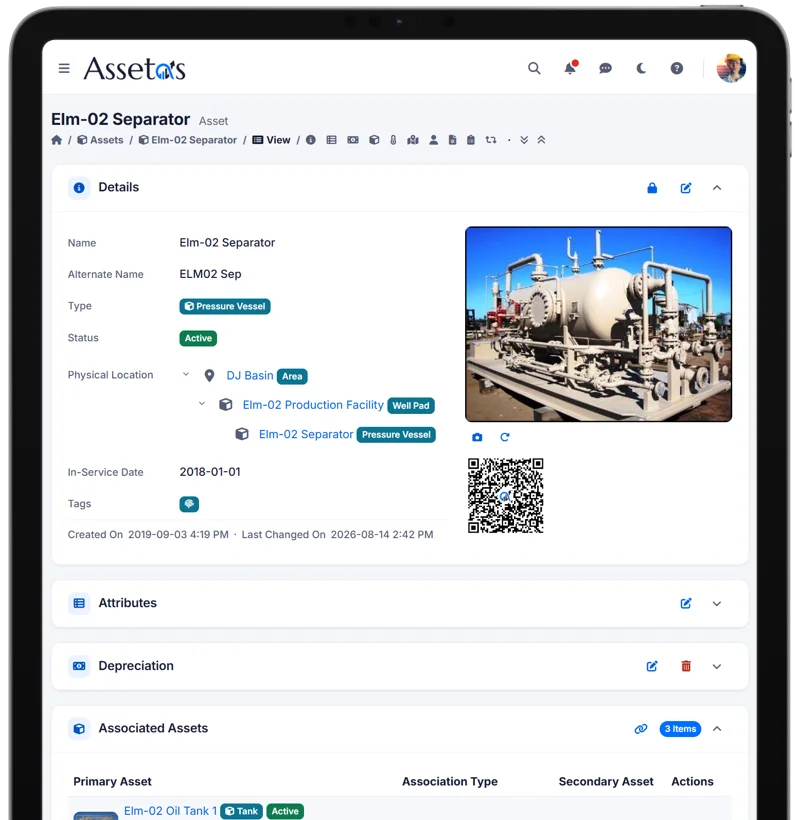 Assetas
Elm-02 Separator Asset
/ Assets / Elm-02 Separator / View /
Details
Name Elm-02 Separator
Alternate Name ELM02 Sep
Type Pressure Vessel
Status Active
Physical Location DJ Basin Area
Elm-02 Production Facility Well Pad
Elm-02 Separator Pressure Vessel
In-Service Date 2018-01-01
Tags
Created On 2019-09-03 4:19 PM · Last Changed On 2026-08-14 2:42 PM
Attributes
Depreciation
Associated Assets 3 Items
Primary Asset Association Type Secondary Asset Actions
Elm-02 Oil Tank 1 Tank Active